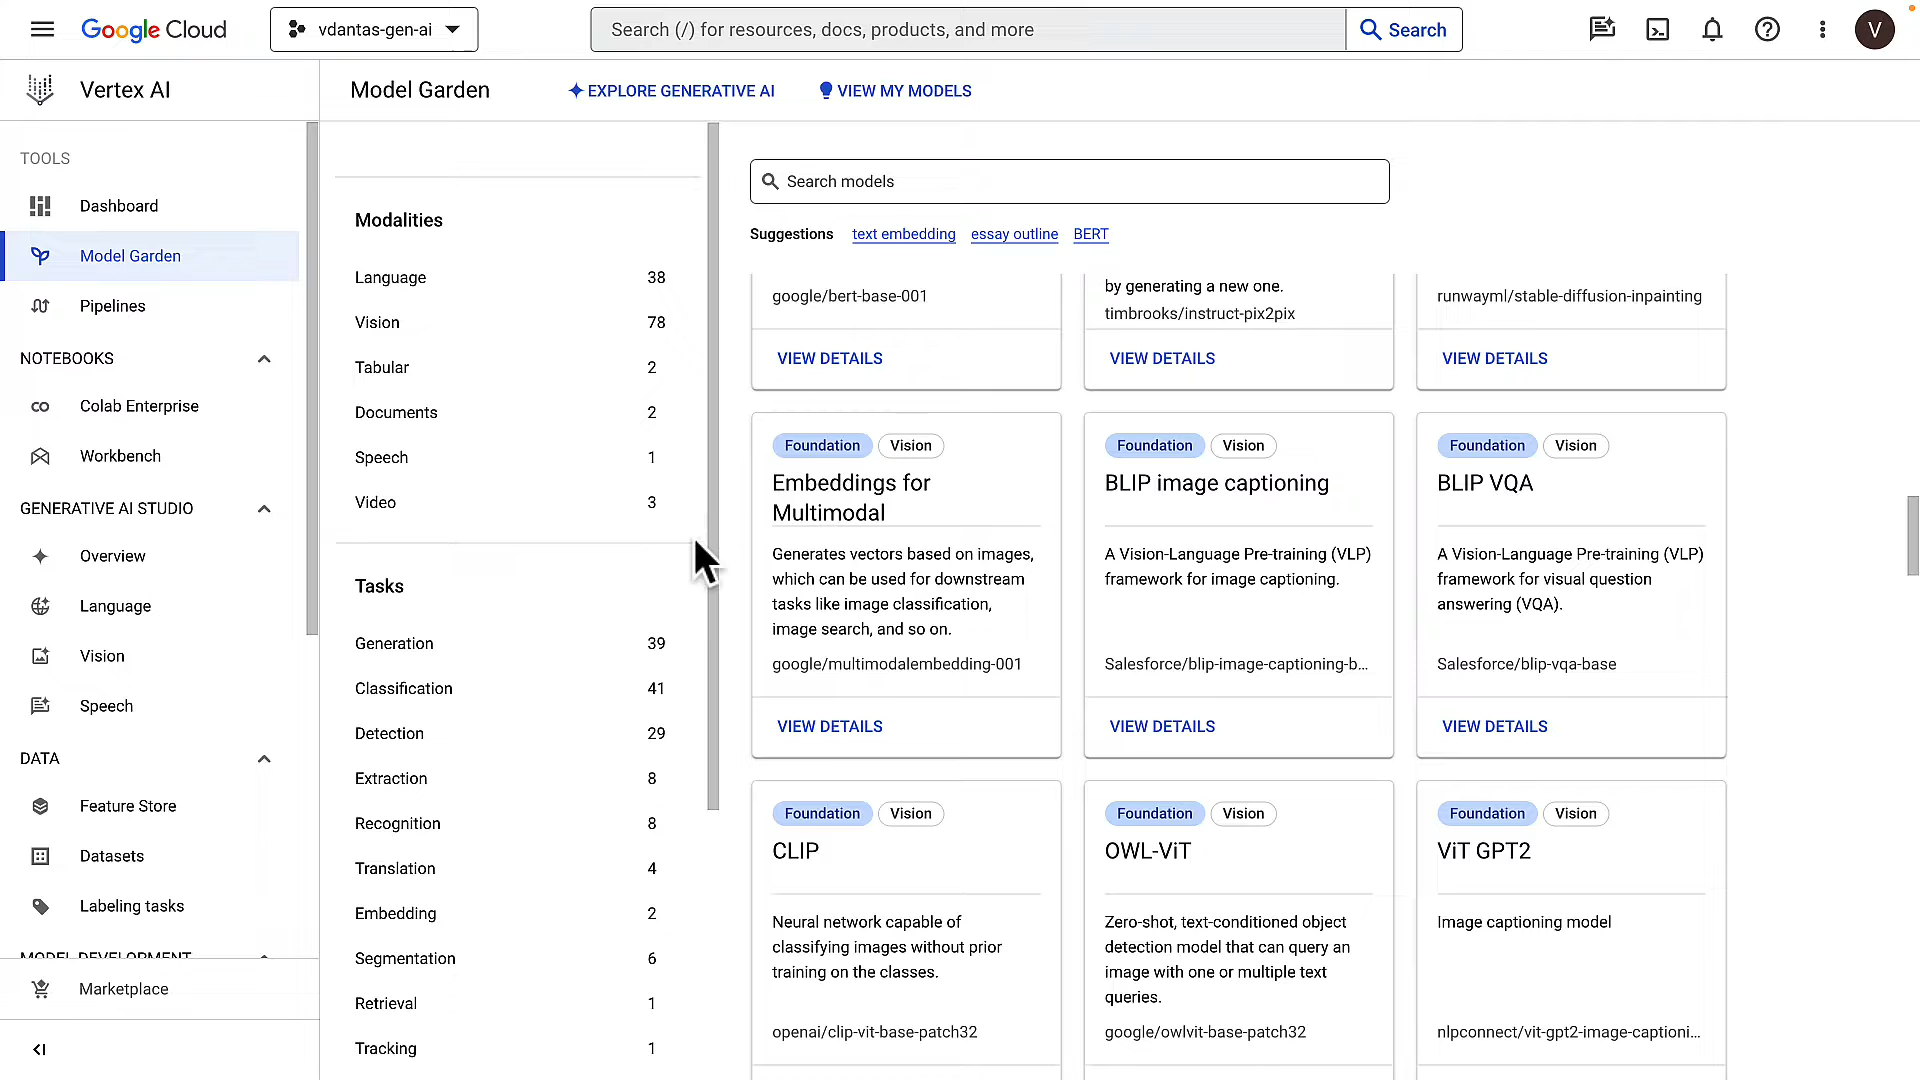 Google Cloud
vdantas-gen-ai
Search (/) for resources, docs, products, and more
Search
V
Vertex AI
Model Garden
EXPLORE GENERATIVE AI
VIEW MY MODELS
TOOLS
Dashboard
Model Garden
Pipelines
NOTEBOOKS
Colab Enterprise
Workbench
GENERATIVE AI STUDIO
Overview
Language
Vision
Speech
DATA
Feature Store
Datasets
Labeling tasks
MODEL DEVELOPMENT
Marketplace
Modalities
Language 38
Vision 78
Tabular 2
Documents 2
Speech 1
Video 3
Tasks
Generation 39
Classification 41
Detection 29
Extraction 8
Recognition 8
Translation 4
Embedding 2
Segmentation 6
Retrieval 1
Tracking 1
Search models
Suggestions text embedding essay outline BERT
google/bert-base-001
VIEW DETAILS
by generating a new one.
timbrooks/instruct-pix2pix
VIEW DETAILS
runwayml/stable-diffusion-inpainting
VIEW DETAILS
Foundation Vision
Embeddings for
Multimodal
Generates vectors based on images,
which can be used for downstream
tasks like image classification,
image search, and so on.
google/multimodalembedding-001
VIEW DETAILS
Foundation Vision
BLIP image captioning
A Vision-Language Pre-training (VLP)
framework for image captioning.
Salesforce/blip-image-captioning-b...
VIEW DETAILS
Foundation Vision
BLIP VQA
A Vision-Language Pre-training (VLP)
framework for visual question
answering (VQA).
Salesforce/blip-vqa-base
VIEW DETAILS
Foundation Vision
CLIP
Neural network capable of
classifying images without prior
training on the classes.
openai/clip-vit-base-patch32
Foundation Vision
OWL-ViT
Zero-shot, text-conditioned object
detection model that can query an
image with one or multiple text
queries.
google/owlvit-base-patch32
Foundation Vision
ViT GPT2
Image captioning model
nlpconnect/vit-gpt2-image-captioni...